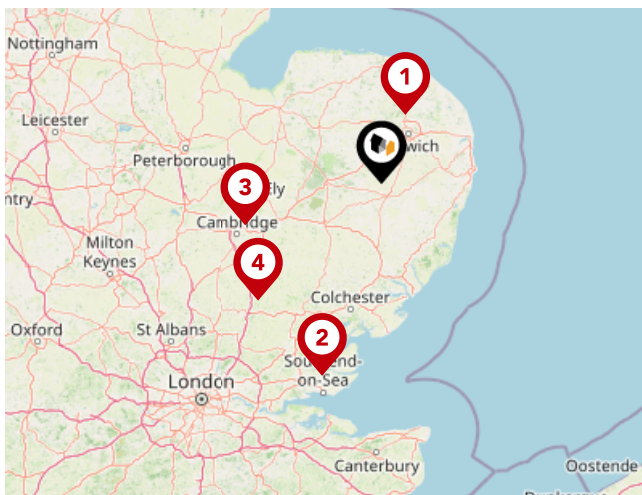 Nottingham
1
Leicester
wich
Peterborough
3
ly
ntry
Cambridge
Milton
Keynes
4
Colchester
Oxford
St Albans
2
Sou
end-
on-Sea
London
Canterbury
Oostende